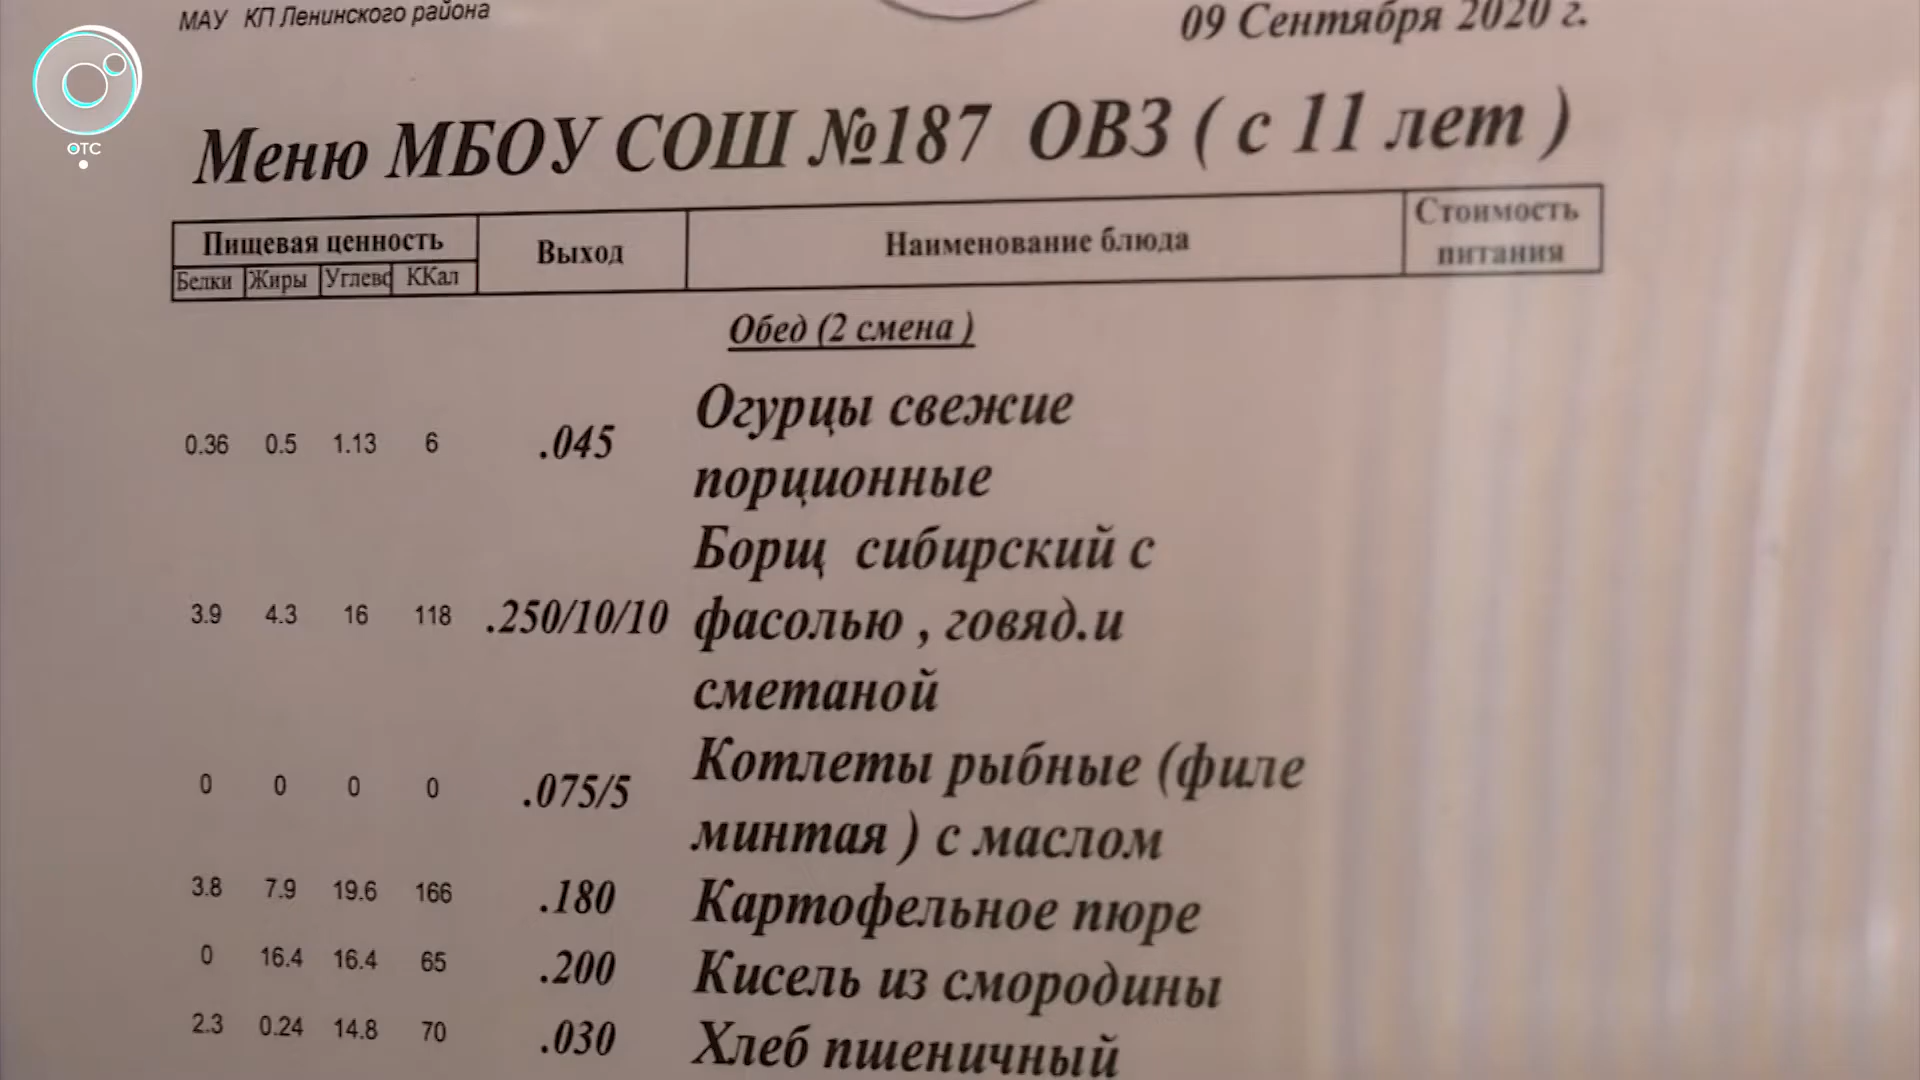 МАУ КП Ленинского района
09 Сентября 2020 г.
ОТС
Меню МБОУ СОШ №187 ОВЗ ( с 11 лет )
Пищевая ценность Выход Наименование блюда Стоимость
питания
Белки Жиры Углевс ККал
Обед (2 смена )
0.36 0.5 1.13 6 .045 Огурцы свежие
порционные
Борщ сибирский с
3.9 4.3 16 118 .250/10/10 фасолью , говяд.и
сметаной
0 0 0 0 .075/5 Котлеты рыбные (филе
минтая ) с маслом
3.8 7.9 19.6 166 .180 Картофельное пюре
0 16.4 16.4 65 .200 Кисель из смородины
2.3 0.24 14.8 70 .030 Хлеб пшеничный